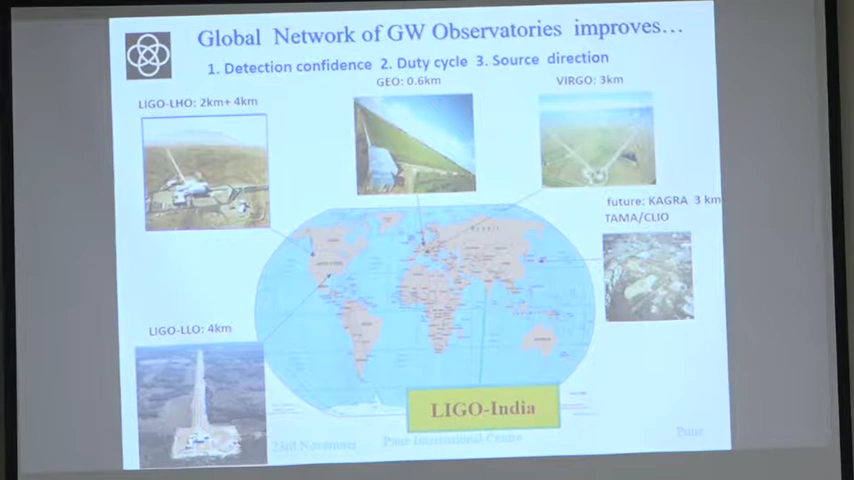 Global Network of GW Observatories improves...
1. Detection confidence 2. Duty cycle 3. Source direction
GEO: 0.6km
VIRGO: 3km
LIGO-LHO: 2km+ 4km
future: KAGRA 3 km
TAMA/CLIO
LIGO-LLO: 4km
LIGO-India
23rd November
Pune International Centre
Pune